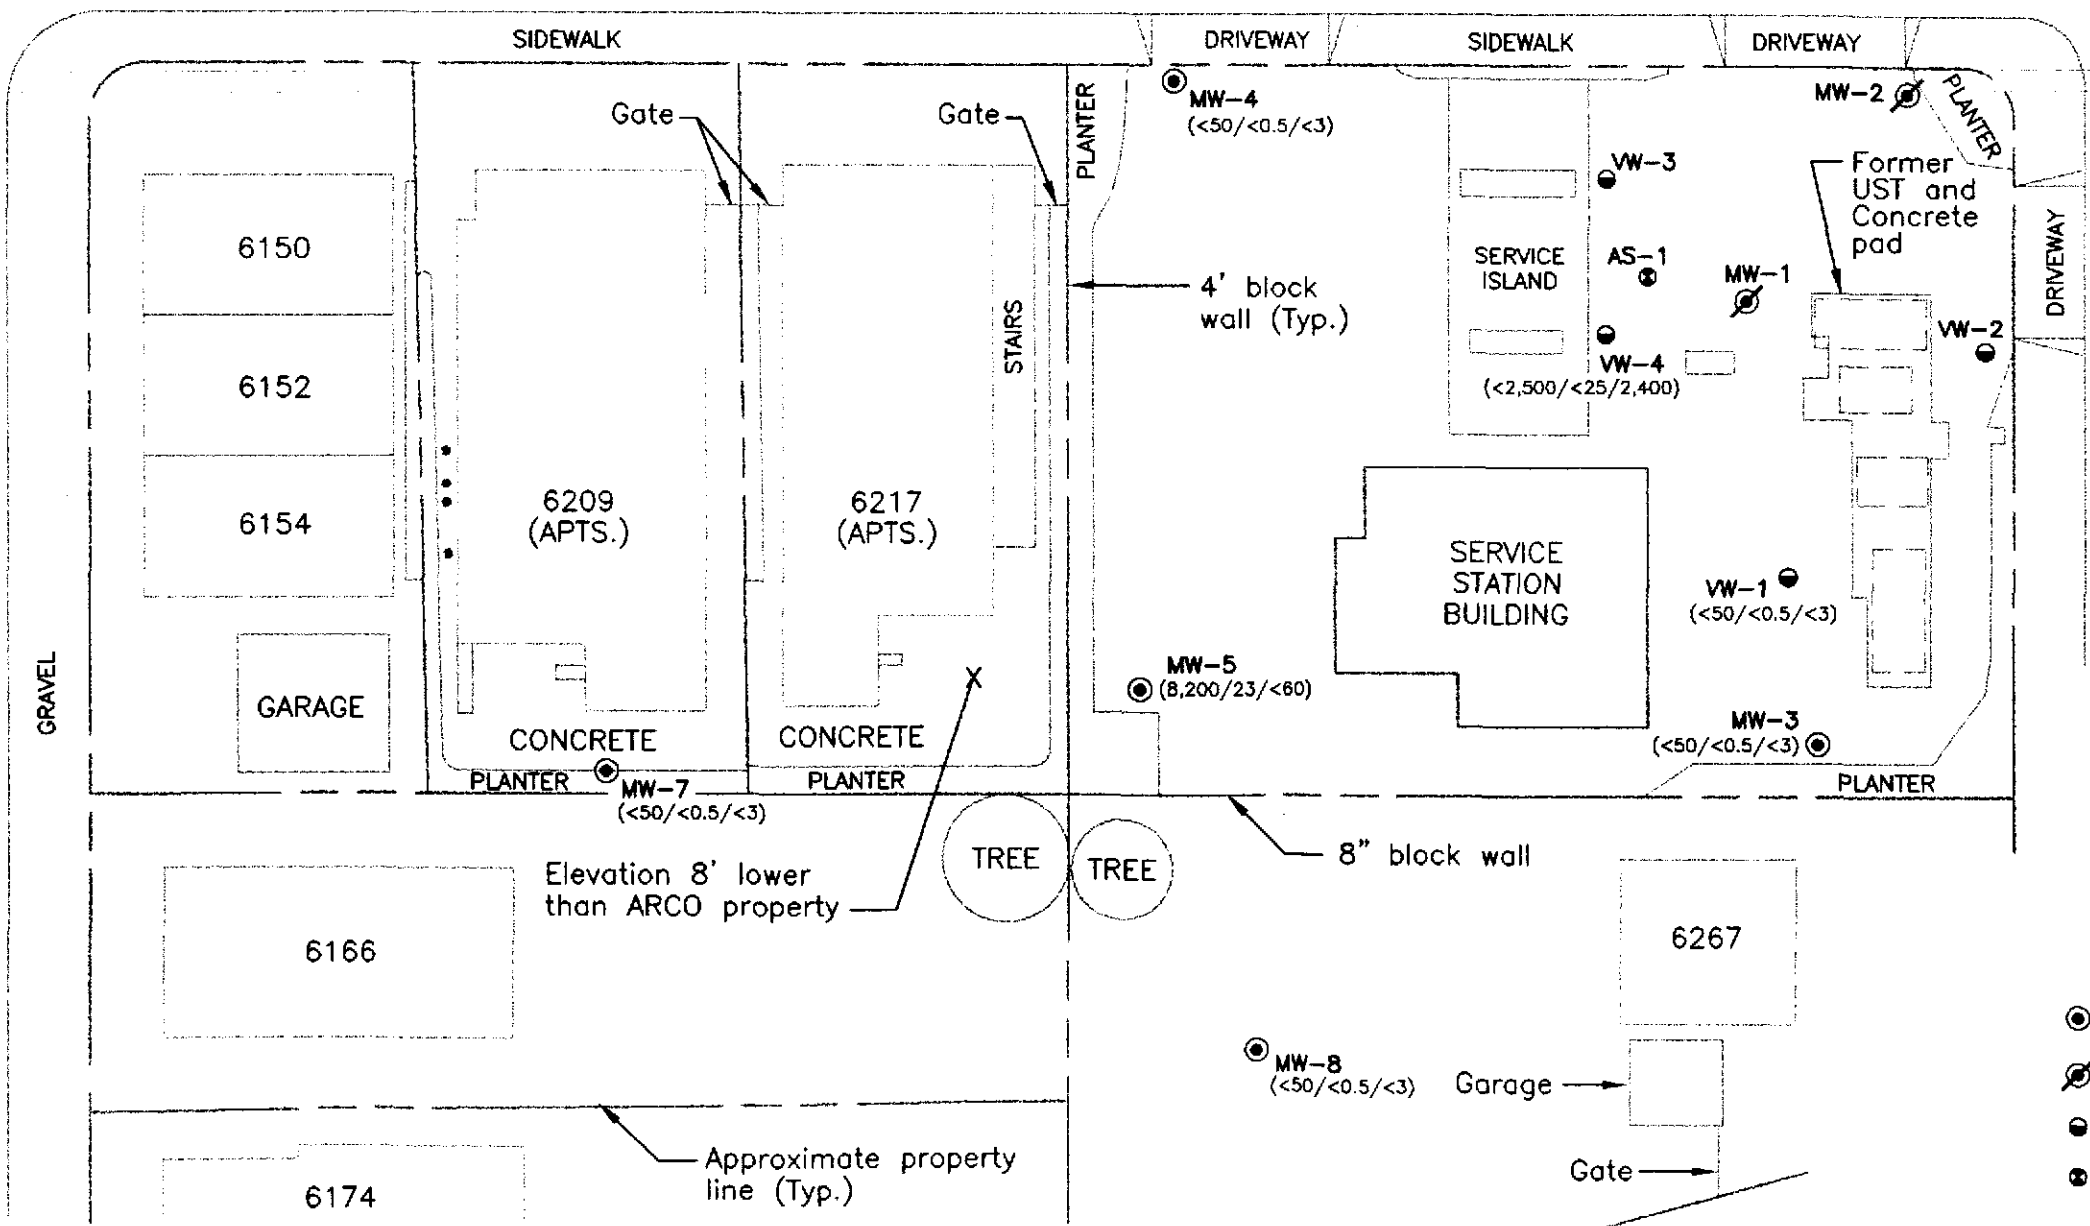 SIDEWALK
DRIVEWAY
SIDEWALK
DRIVEWAY
Gate
Gate
PLANTER
MW-4
(<50/<0.5/<3)
MW-2
PLANTER
VW-3
Former
UST and
Concrete
pad
6150
SERVICE
ISLAND
AS-1
MW-1
DRIVEWAY
4' block
wall (Typ.)
STAIRS
VW-2
VW-4
(<2,500/<25/2,400)
6152
6154
6209
(APTS.)
6217
(APTS.)
SERVICE
STATION
BUILDING
VW-1
(<50/<0.5/<3)
GRAVEL
GARAGE
MW-5
(8,200/23/<60)
X
CONCRETE
CONCRETE
MW-3
(<50/<0.5/<3)
PLANTER
MW-7
(<50/<0.5/<3)
PLANTER
PLANTER
TREE
TREE
8" block wall
Elevation 8' lower
than ARCO property
6166
6267
MW-8
(<50/<0.5/<3)
Garage
Approximate property
line (Typ.)
Gate
6174